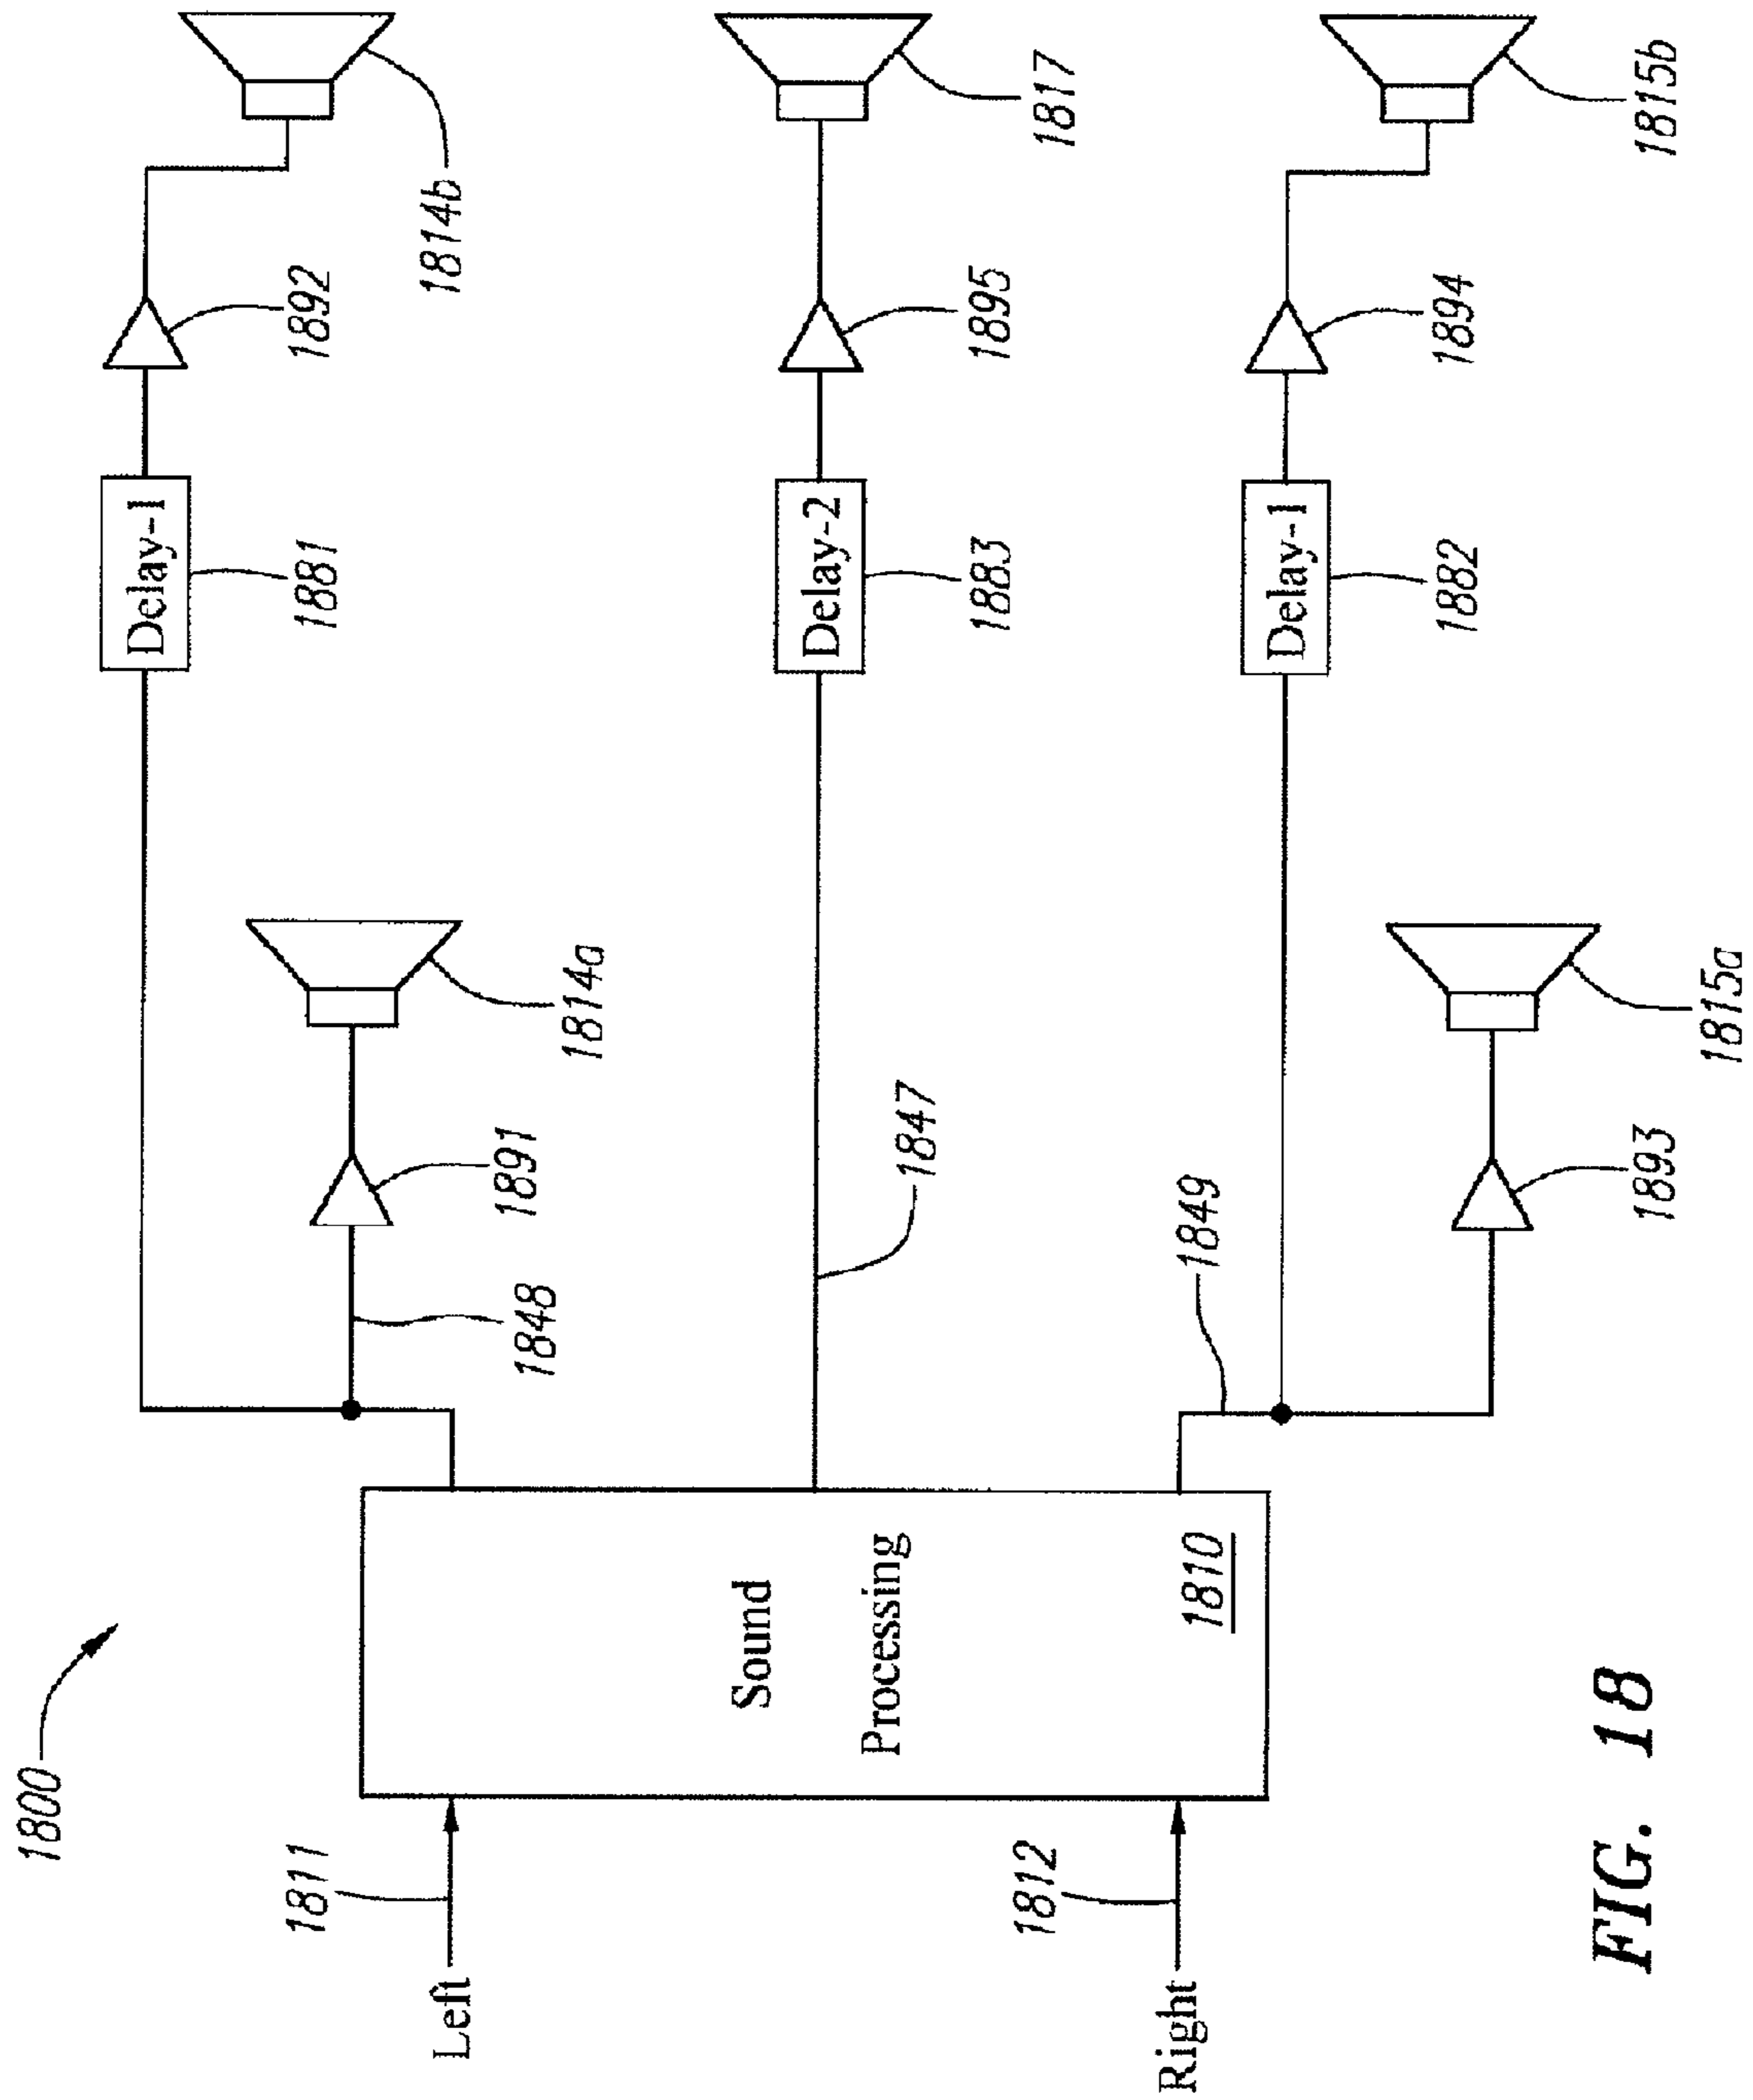 1800
Left
1811
Right
1812
Sound
Processing
1810
1848
1891
1814a
Delay-1
1881
1892
1814b
1847
Delay-2
1883
1895
1817
1849
Delay-1
1882
1894
1815b
1893
1815a
FIG. 18